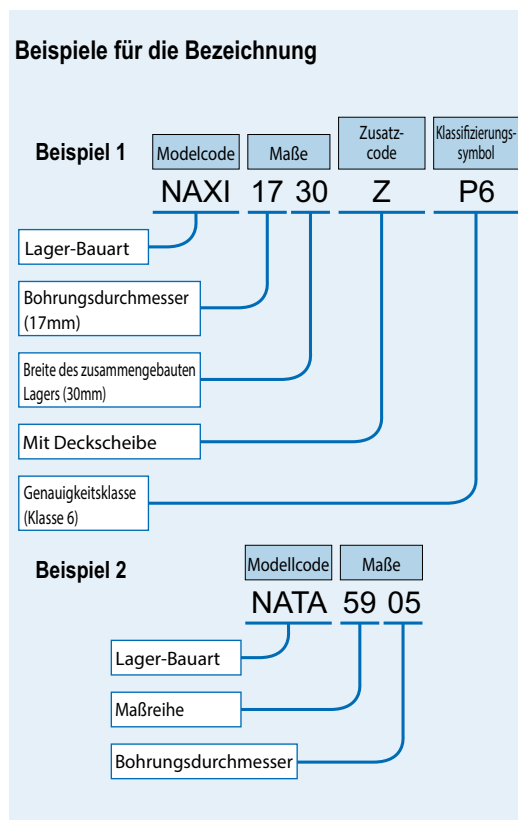 Beispiele für die Bezeichnung
Beispiel 1
Modelcode
Maße
Zusatz-
code
Klassifizierungs-
symbol
NAXI 17 30 Z P6
Lager-Bauart
Bohrungsdurchmesser
(17mm)
Breite des zusammengebauten
Lagers (30mm)
Mit Deckscheibe
Genauigkeitsklasse
(Klasse 6)
Beispiel 2
Modellcode
Maße
NATA 59 05
Lager-Bauart
Maßreihe
Bohrungsdurchmesser